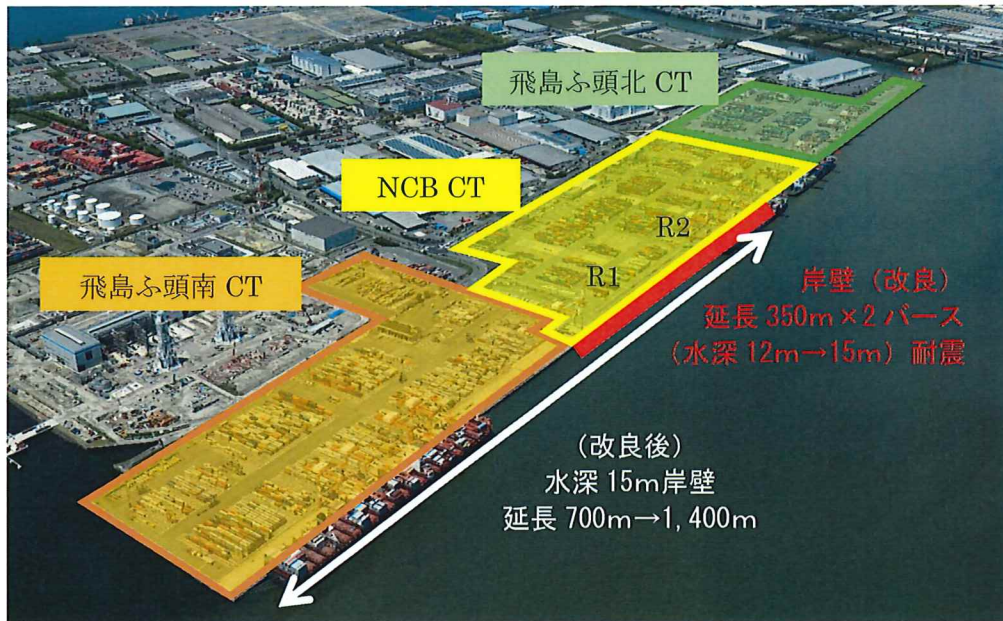 飛島ふ頭北 CT
NCB CT
R2
R1
飛島ふ頭南 CT
岸壁（改良）
延長 350m×2 バース
（水深 12m→15m）耐震
（改良後）
水深 15m岸壁
延長 700m→1,400m